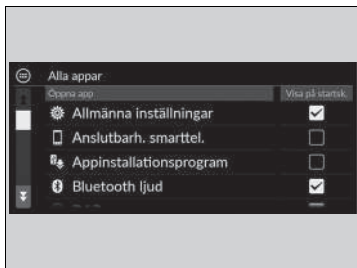 Alla appar
Öppna app Visa på startsk.
Allmänna inställningar
Anslutbarh. smarttel.
Appinstallationsprogram
Bluetooth ljud